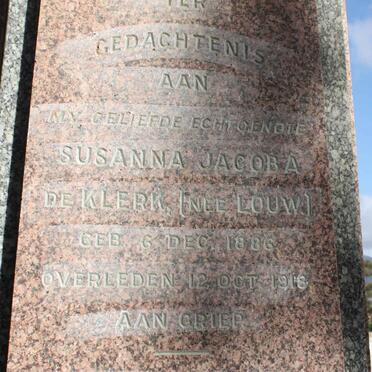 TER
GEDACHTENIS
AAN
MY GELIEFDE ECHTGENOTE
SUSANNA JACOBA
DE KLERK, [NEE LOUW]
GEB. 6 DEC. 1886
OVERLEDEN 12 OCT. 1918
AAN GRIEP